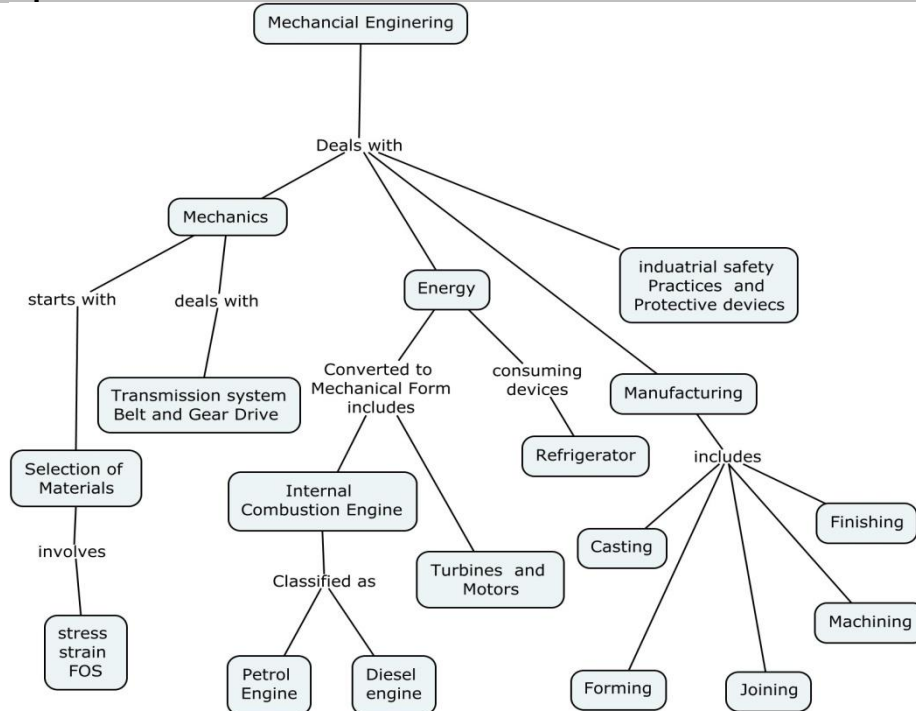 Mechancial Enginering
Deals with
Mechanics
starts with
deals with
Energy
induatrial safety
Practices and
Protective deviecs
Transmission system
Belt and Gear Drive
Converted to
Mechanical Form
includes
consuming
devices
Manufacturing
Selection of
Materials
Internal
Combustion Engine
Refrigerator
includes
involves
Classified as
Turbines and
Motors
Casting
Finishing
stress
strain
FOS
Petrol
Engine
Diesel
engine
Forming
Joining
Machining